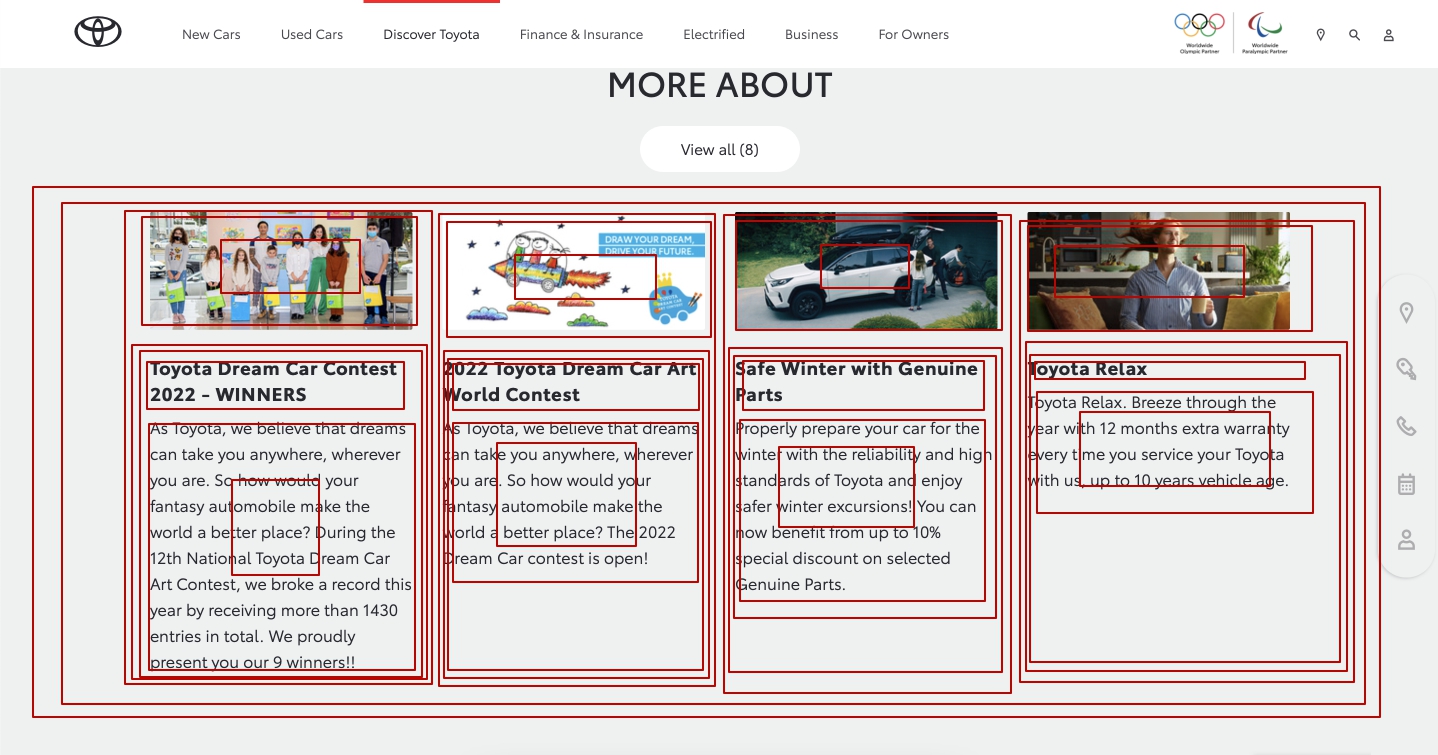 New Cars
Used Cars
Discover Toyota
Finance & Insurance
Electrified
Business
For Owners
Worldwide
Olympic Partner
Worldwide
Paralympic Partner
MORE ABOUT
View all (8)
DRAW YOUR DREAM,
DRIVE YOUR FUTURE.
Toyota Dream Car Contest
2022 - WINNERS
As Toyota, we believe that dreams
can take you anywhere, wherever
you are. So how would your
fantasy automobile make the
world a better place? During the
12th National Toyota Dream Car
Art Contest, we broke a record this
year by receiving more than 1430
entries in total. We proudly
present you our 9 winners!!
2022 Toyota Dream Car Art
World Contest
As Toyota, we believe that dreams
can take you anywhere, wherever
you are. So how would your
fantasy automobile make the
world a better place? The 2022
Dream Car contest is open!
Safe Winter with Genuine
Parts
Properly prepare your car for the
winter with the reliability and high
standards of Toyota and enjoy
safer winter excursions! You can
now benefit from up to 10%
special discount on selected
Genuine Parts.
Toyota Relax
Toyota Relax. Breeze through the
year with 12 months extra warranty
every time you service your Toyota
with us, up to 10 years vehicle age.